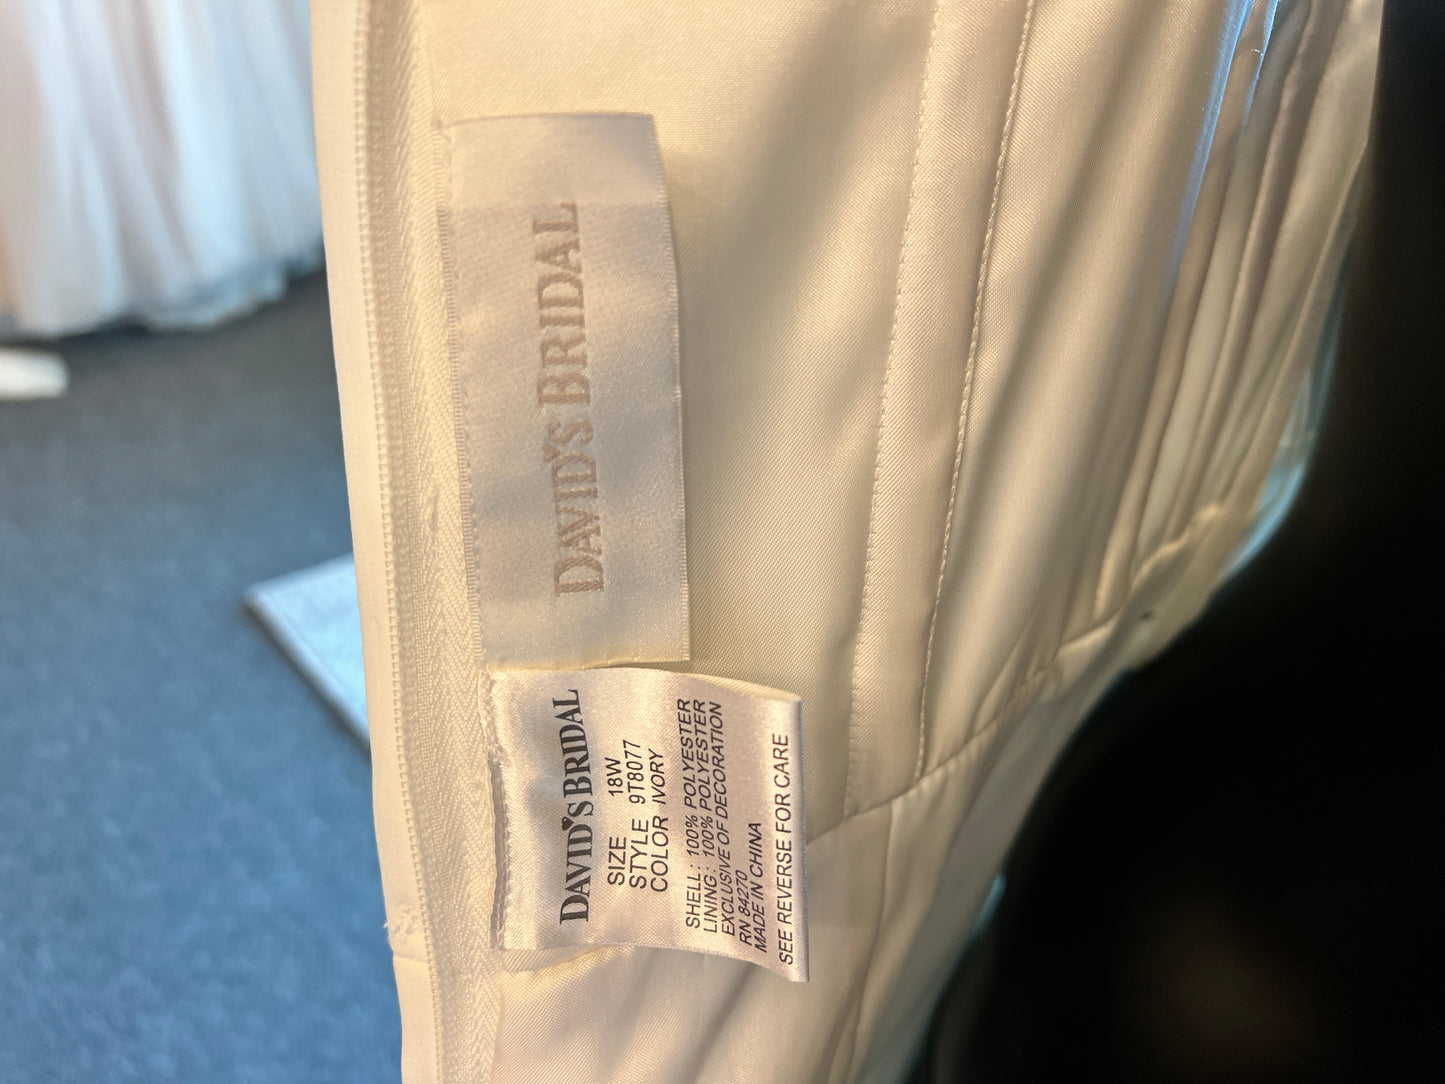 DAVID'S BRIDAL
DAVID'S BRIDAL
SIZE 18W
STYLE 9T8077
COLOR IVORY
SHELL : 100% POLYESTER
LINING : 100% POLYESTER
EXCLUSIVE OF DECORATION
RN 84270
MADE IN CHINA
SEE REVERSE FOR CARE